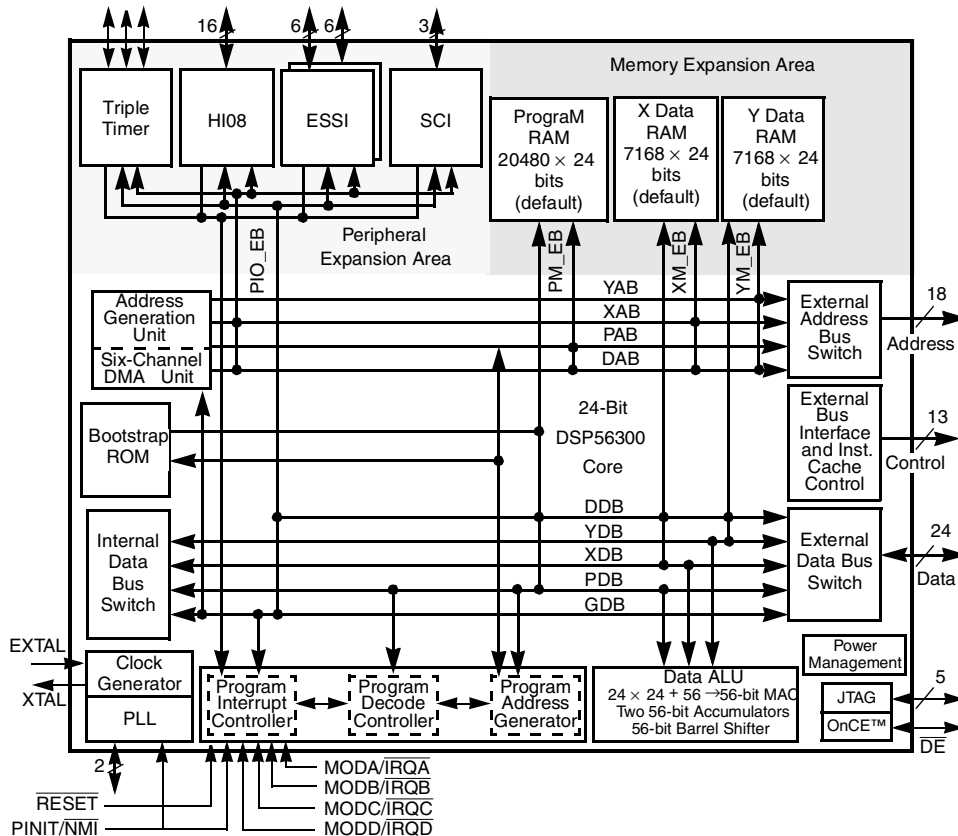 16
6
6
3
Memory Expansion Area
Triple
Timer
HI08
ESSI
SCI
PrograM
RAM
20480 × 24
bits
(default)
X Data
RAM
7168 × 24
bits
(default)
Y Data
RAM
7168 × 24
bits
(default)
Peripheral
Expansion Area
PIO_EB
PM_EB
XM_EB
YM_EB
Address
Generation
Unit
Six-Channel
DMA Unit
YAB
XAB
PAB
DAB
External
Address
Bus
Switch
18
Address
Bootstrap
ROM
24-Bit
DSP56300
Core
External
Bus
Interface
and Inst.
Cache
Control
13
Control
Internal
Data
Bus
Switch
DDB
YDB
XDB
PDB
GDB
External
Data Bus
Switch
24
Data
EXTAL
XTAL
Clock
Generator
PLL
2
Program
Interrupt
Controller
Program
Decode
Controller
Program
Address
Generator
Data ALU
24 × 24 + 56 →56-bit MAC
Two 56-bit Accumulators
56-bit Barrel Shifter
Power
Management
JTAG
OnCE™
5
DE
RESET
PINIT/NMI
MODA/IRQA
MODB/IRQB
MODC/IRQC
MODD/IRQD